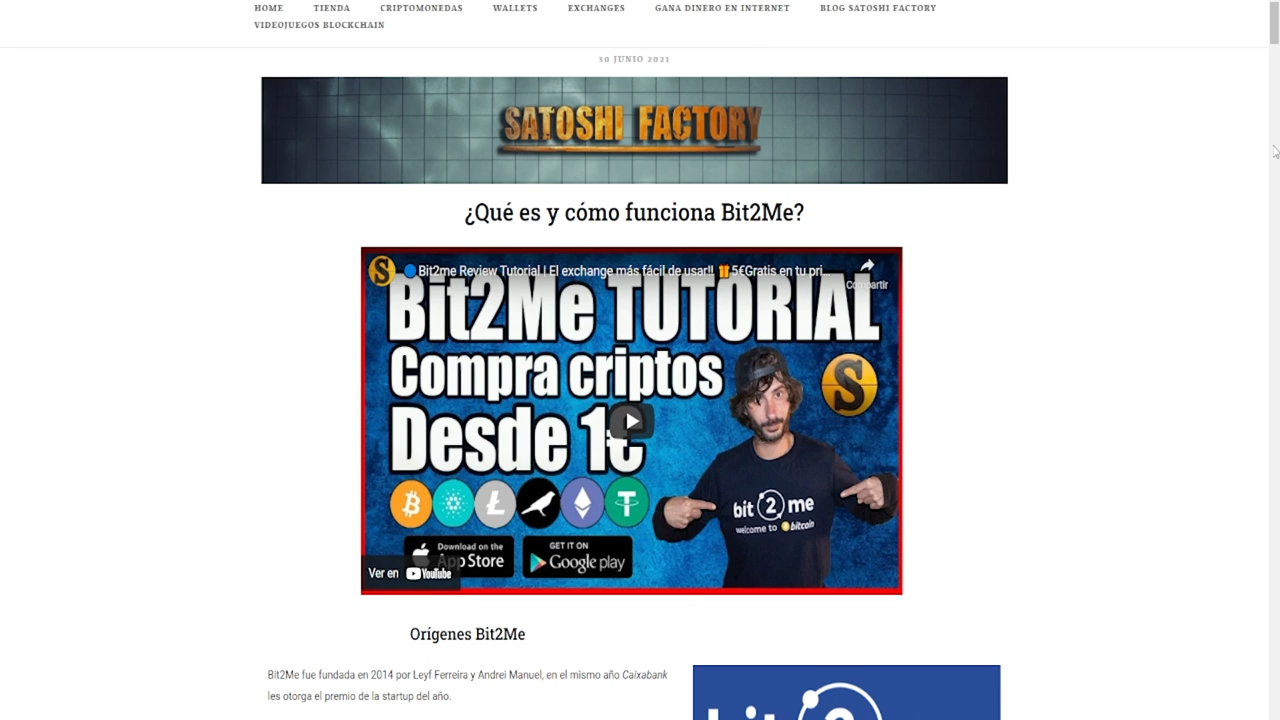 HOME TIENDA CRIPTOMONEDAS WALLETS EXCHANGES GANA DINERO EN INTERNET BLOG SATOSHI FACTORY
VIDEOJUEGOS BLOCKCHAIN
30 JUNIO 2021
SATOSHI FACTORY
¿Qué es y cómo funciona Bit2Me?
Bit2me Review Tutorial | El exchange más fácil de usar!! 🎁5€Gratis en tu pri...
Compartir
Bit2Me TUTORIAL
Compra criptos
Desde 1€
bit2me
welcome to bitcoin
Download on the
App Store
GET IT ON
Google play
Ver en YouTube
Orígenes Bit2Me
Bit2Me fue fundada en 2014 por Leyf Ferreira y Andrei Manuel, en el mismo año Caixabank
les otorga el premio de la startup del año.